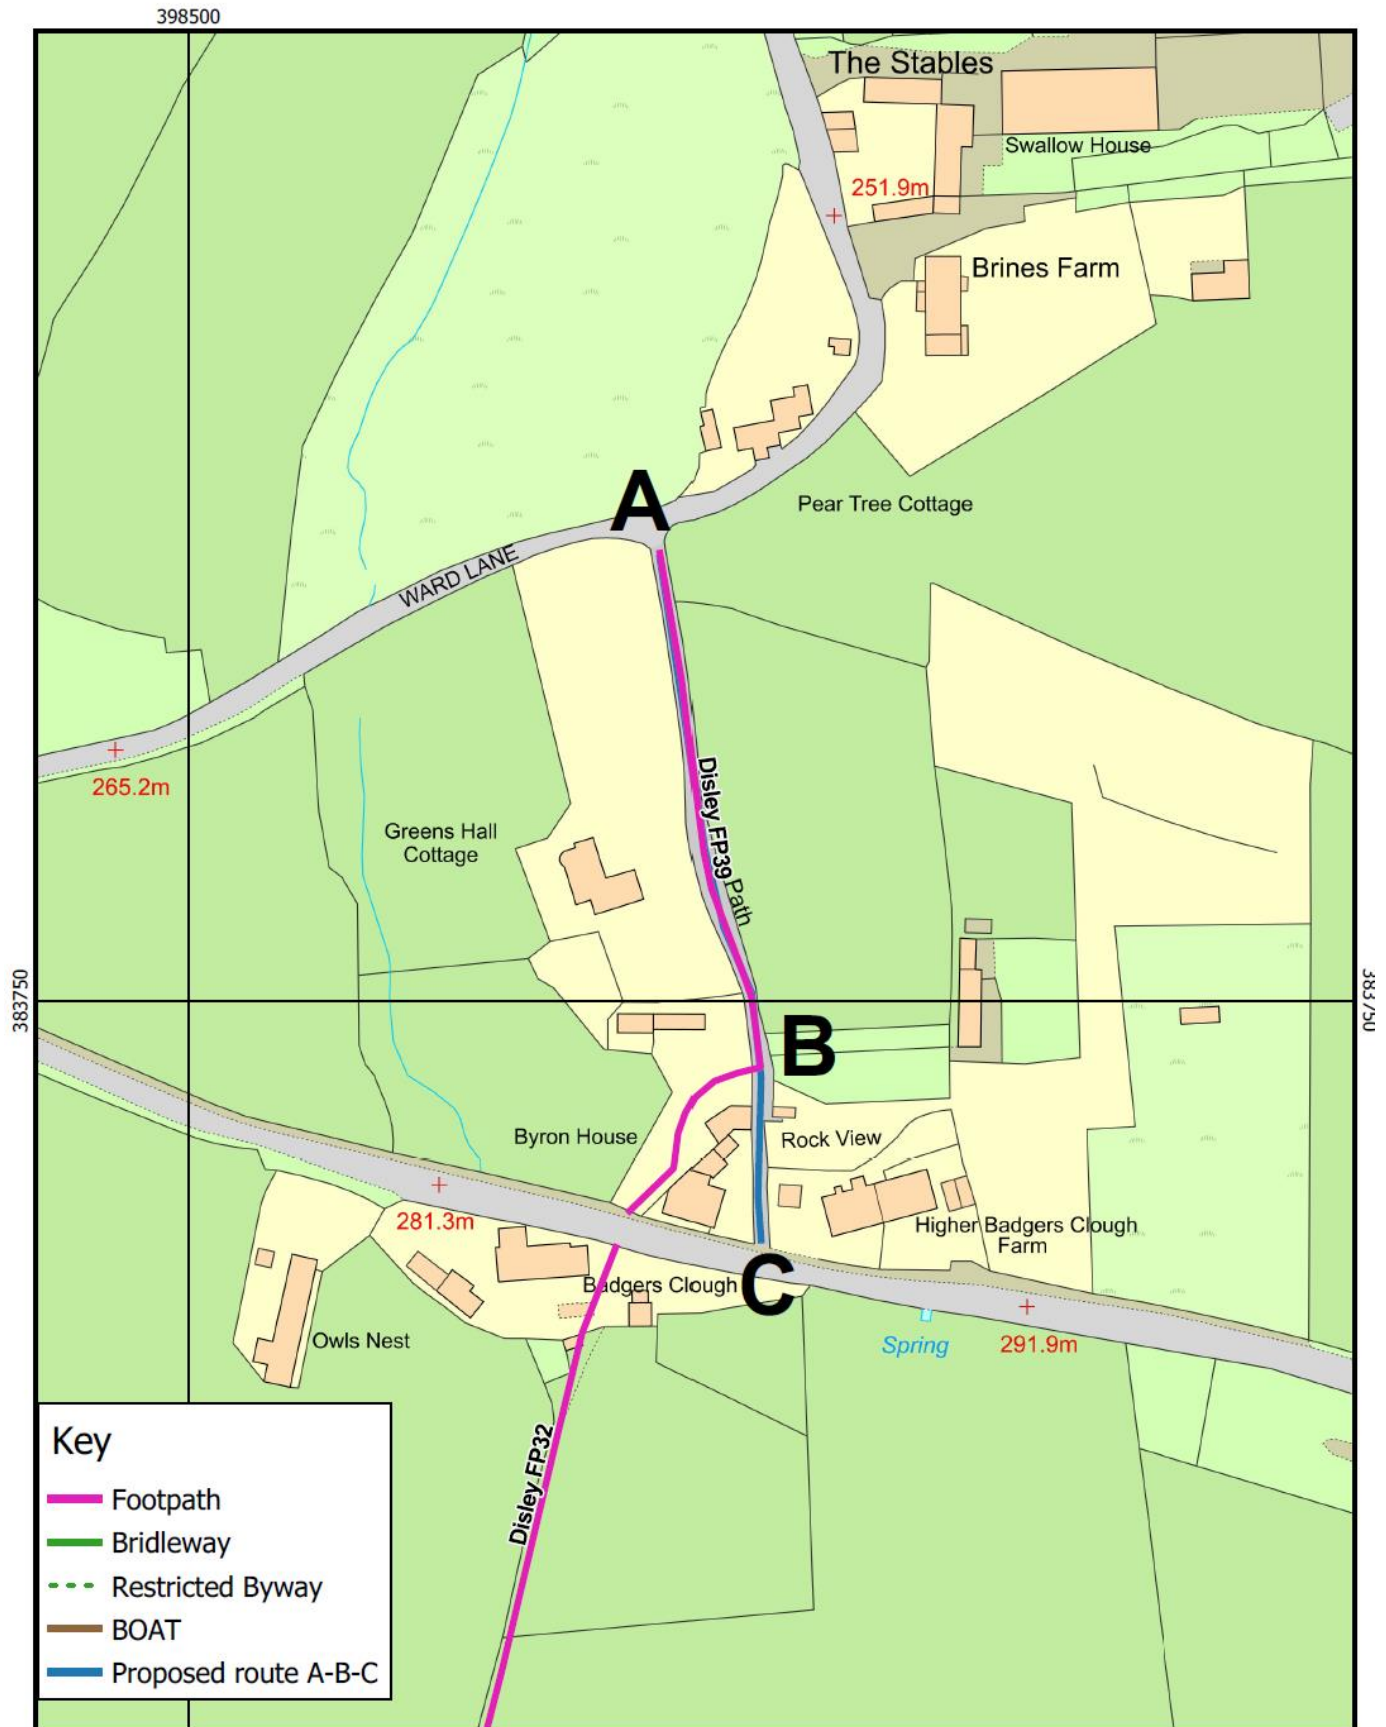 398500
The Stables
Swallow House
251.9m
Brines Farm
A
Pear Tree Cottage
WARD LANE
265.2m
Disley FP39
Path
Greens Hall
Cottage
383750
383750
B
Byron House
Rock View
281.3m
Higher Badgers Clough
Farm
Badgers Clough
C
Owls Nest
Spring
291.9m
Disley FP32
Key
Footpath
Bridleway
Restricted Byway
BOAT
Proposed route A-B-C